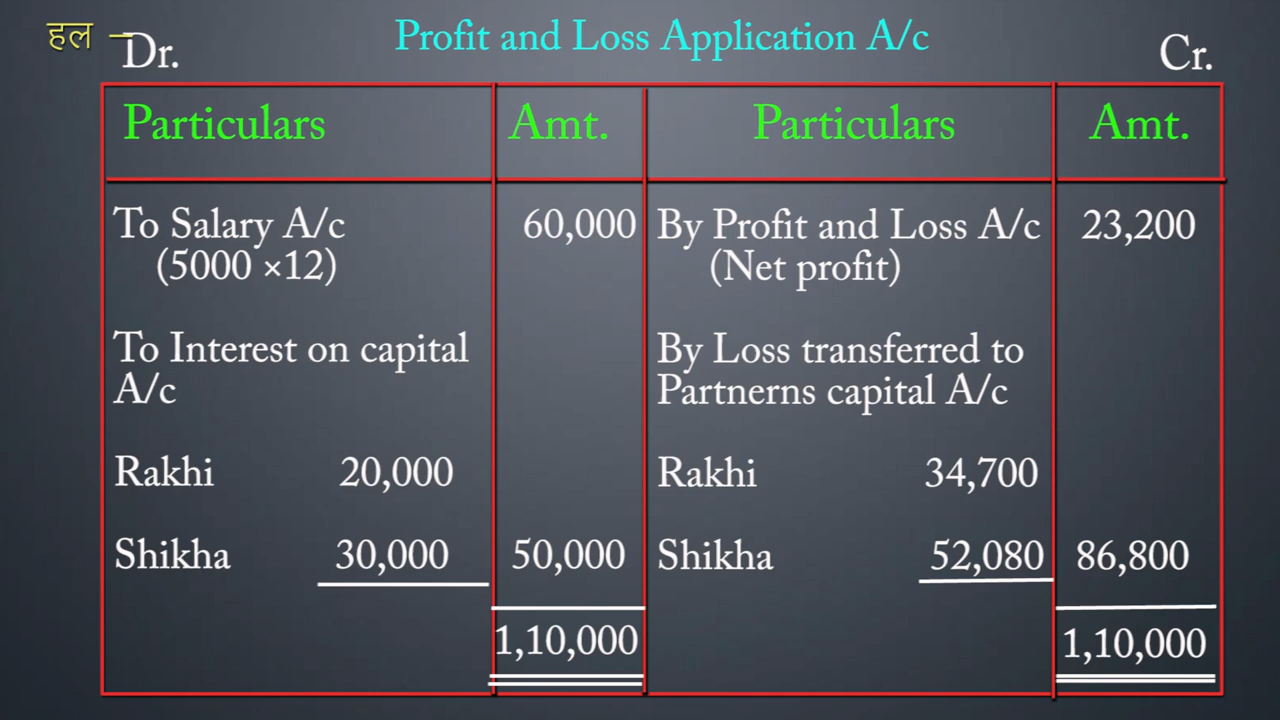 हल –
Profit and Loss Application A/c
Dr.
Cr.
Particulars Amt. Particulars Amt.
To Salary A/c 60,000 By Profit and Loss A/c 23,200
(5000 ×12) (Net profit)
To Interest on capital By Loss transferred to
A/c Partnerns capital A/c
Rakhi 20,000 Rakhi 34,700
Shikha 30,000 50,000 Shikha 52,080 86,800
1,10,000 1,10,000